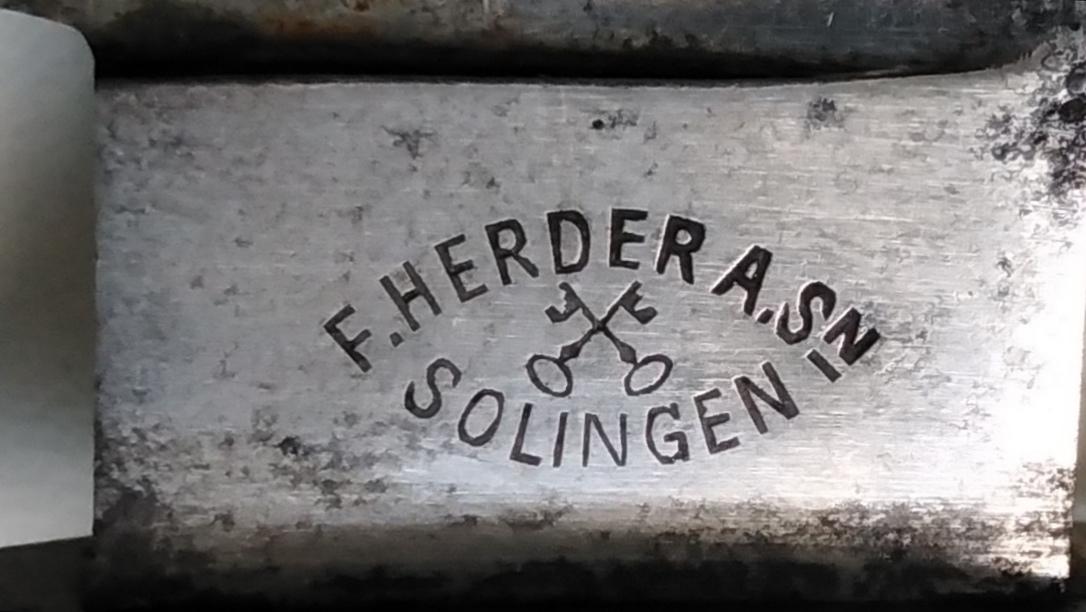 F. HERDER A. SN
SOLINGEN